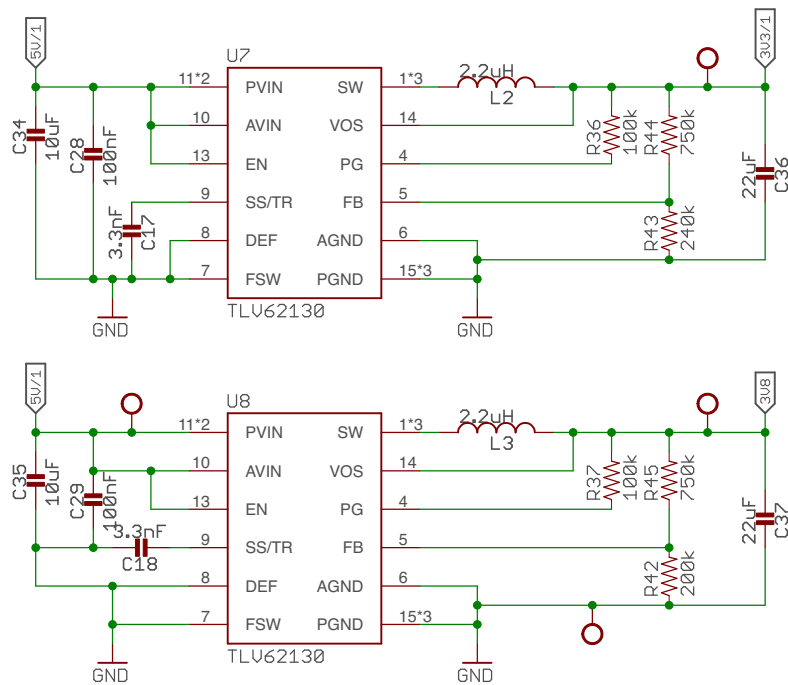 5V/1
3V3/1
U7
11*2 PVIN SW 1*3
2.2uH
L2
10 AVIN VOS 14
13 EN PG 4
9 SS/TR FB 5
8 DEF AGND 6
7 FSW PGND 15*3
TLV62130
C34
10uF
C28
100nF
3.3nF
C17
R36
100k
R44
750k
R43
240k
22uF
C36
GND
GND
5V/1
3V8
U8
11*2 PVIN SW 1*3
2.2uH
L3
10 AVIN VOS 14
13 EN PG 4
9 SS/TR FB 5
8 DEF AGND 6
7 FSW PGND 15*3
TLV62130
C35
10uF
C29
100nF
3.3nF
C18
R37
100k
R45
750k
R42
200k
22uF
C37
GND
GND